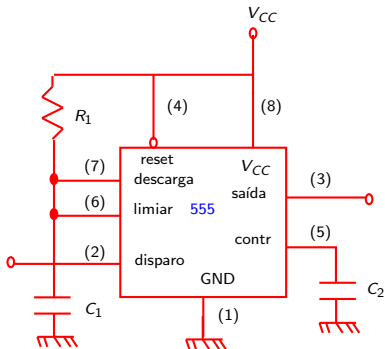 V_CC
R_1
(4)
(8)
reset
V_CC
(7)
descarga
(3)
saída
(6)
limiar
555
(5)
contr
(2)
disparo
GND
C_1
(1)
C_2